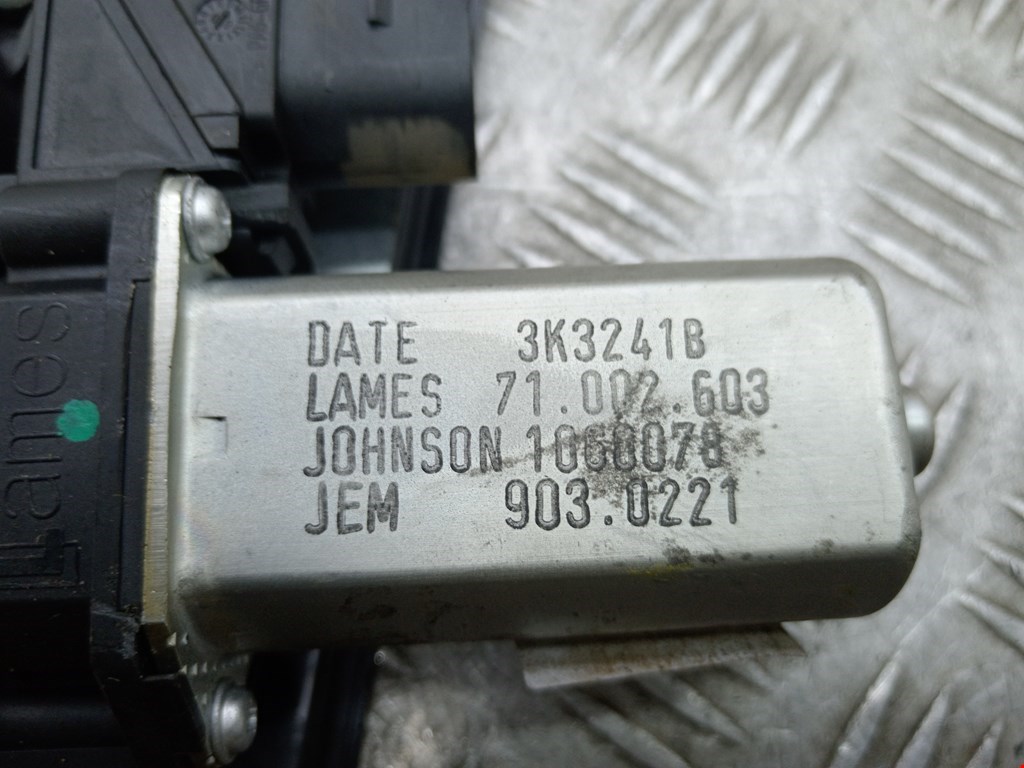 DATE 3K3241B
LAMES 71.002.603
JOHNSON 1060078
JEM 903.0221
Lames